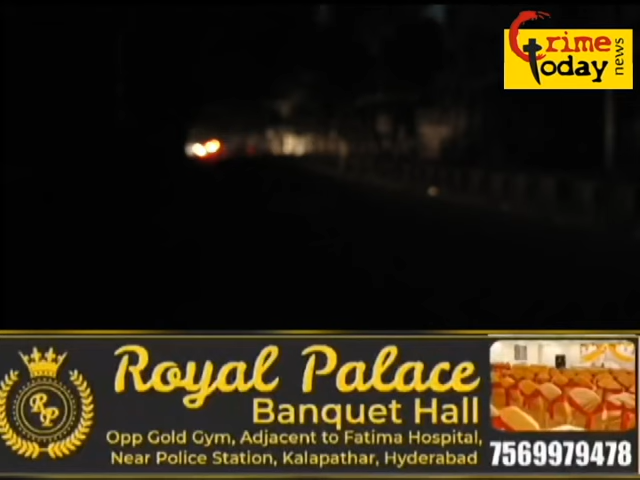 Crime
Today
news
Royal Palace
Banquet Hall
RP
Opp Gold Gym, Adjacent to Fatima Hospital,
Near Police Station, Kalapathar, Hyderabad
7569979478